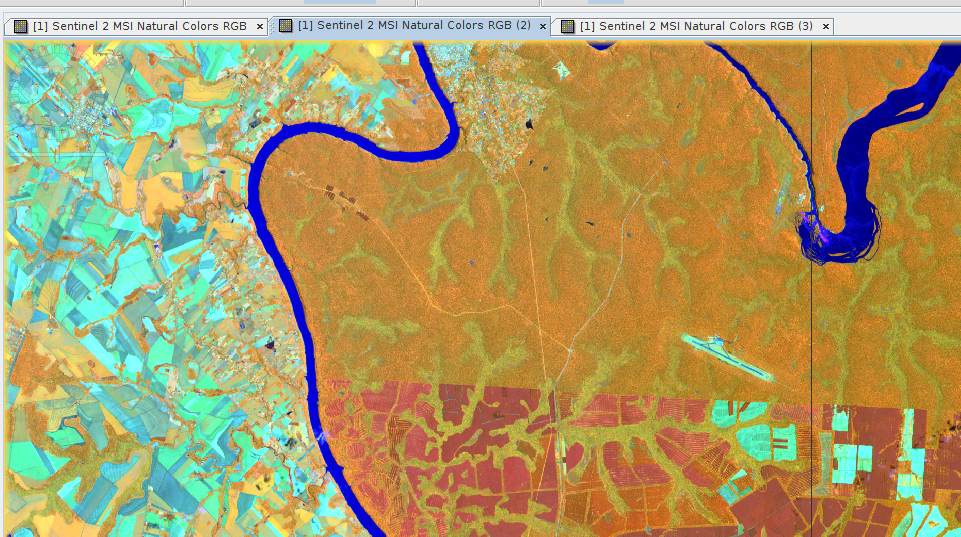 [1] Sentinel 2 MSI Natural Colors RGB
[1] Sentinel 2 MSI Natural Colors RGB (2)
[1] Sentinel 2 MSI Natural Colors RGB (3)